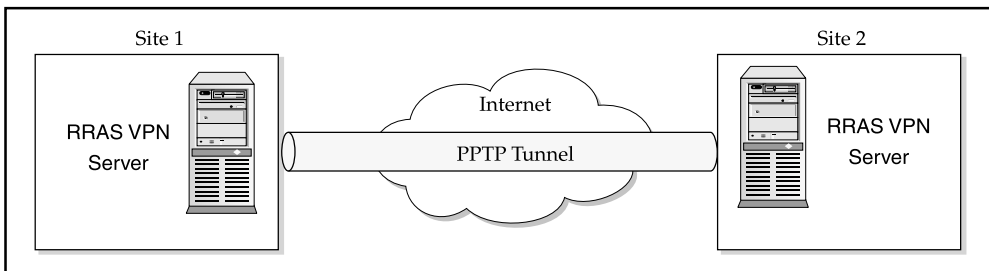 Site 1
Site 2
RRAS VPN
Server
Internet
PPTP Tunnel
RRAS VPN
Server